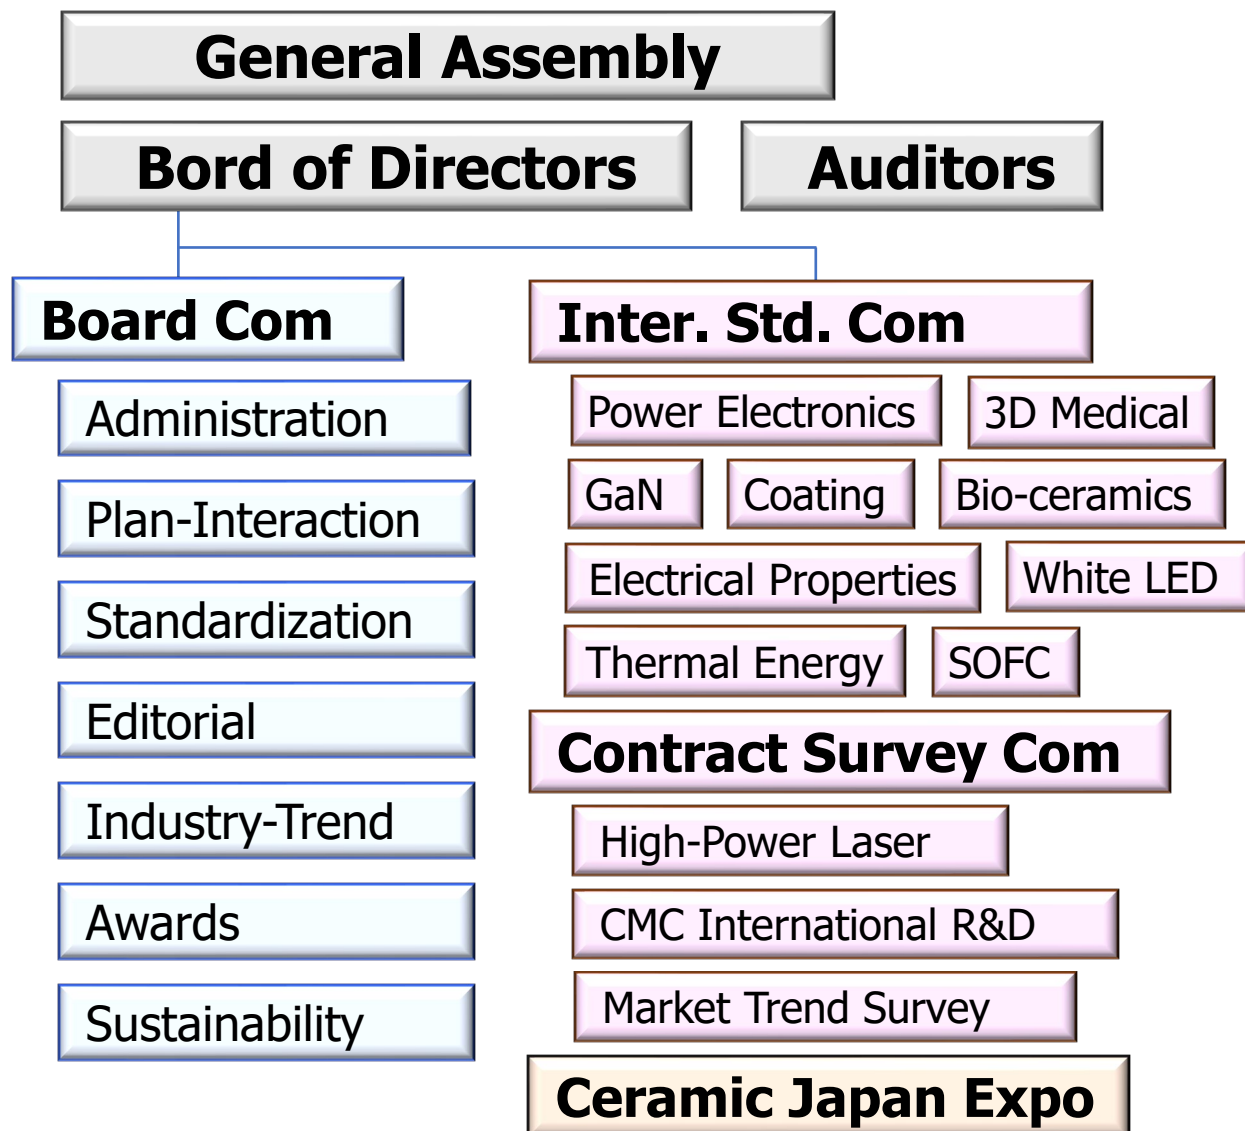 General Assembly
Bord of Directors
Auditors
Board Com
Administration
Plan-Interaction
Standardization
Editorial
Industry-Trend
Awards
Sustainability
Inter. Std. Com
Power Electronics
3D Medical
GaN
Coating
Bio-ceramics
Electrical Properties
White LED
Thermal Energy
SOFC
Contract Survey Com
High-Power Laser
CMC International R&D
Market Trend Survey
Ceramic Japan Expo